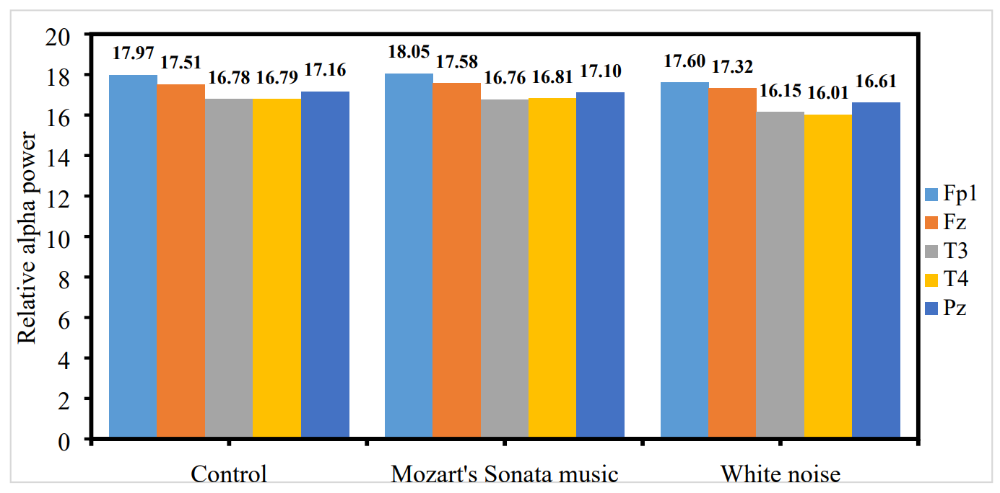 Relative alpha power
20
18
16
14
12
10
8
6
4
2
0
17.97 17.51 16.78 16.79 17.16
18.05 17.58 16.76 16.81 17.10
17.60 17.32 16.15 16.01 16.61
Control
Mozart's Sonata music
White noise
Fp1
Fz
T3
T4
Pz